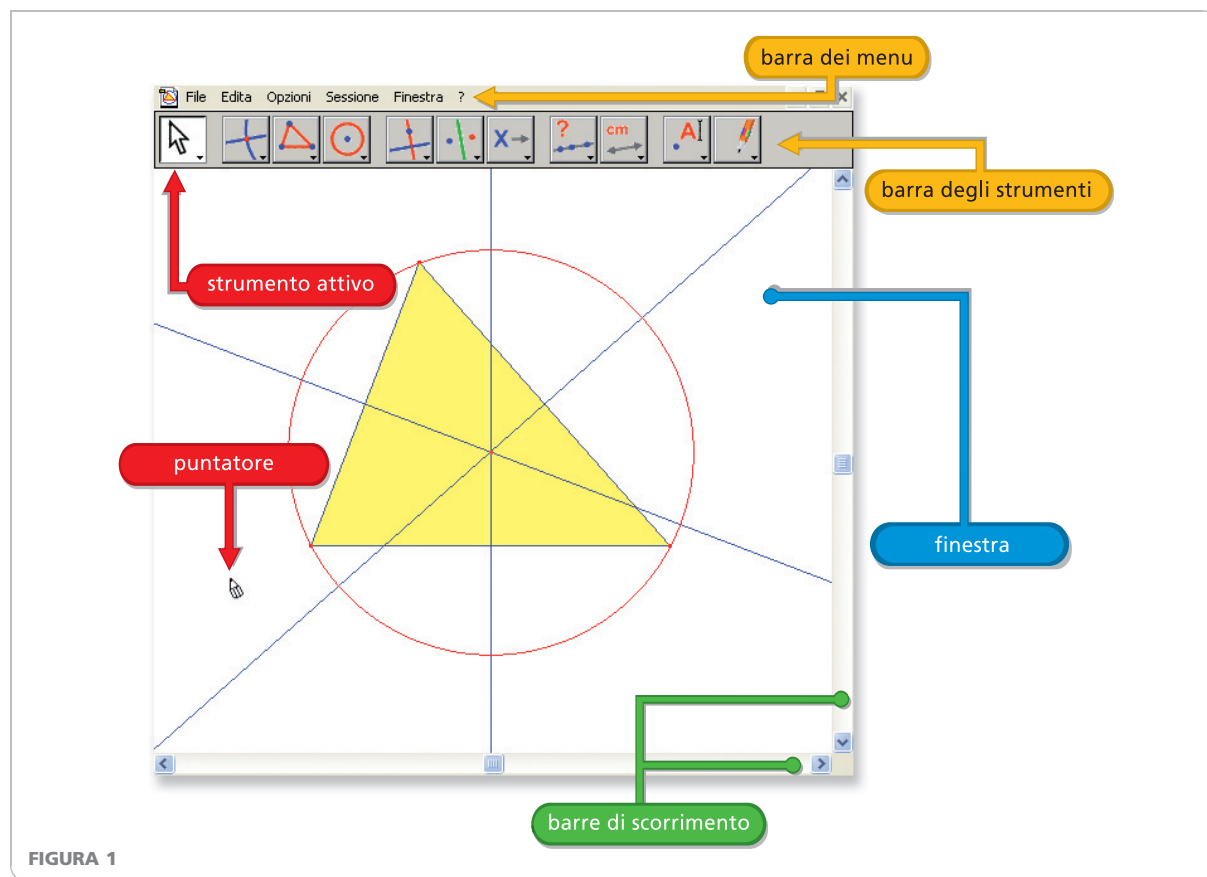 barra dei menu
File Edita Opzioni Sessione Finestra ?
? cm A
X
barra degli strumenti
strumento attivo
puntatore
finestra
barre di scorrimento
FIGURA 1